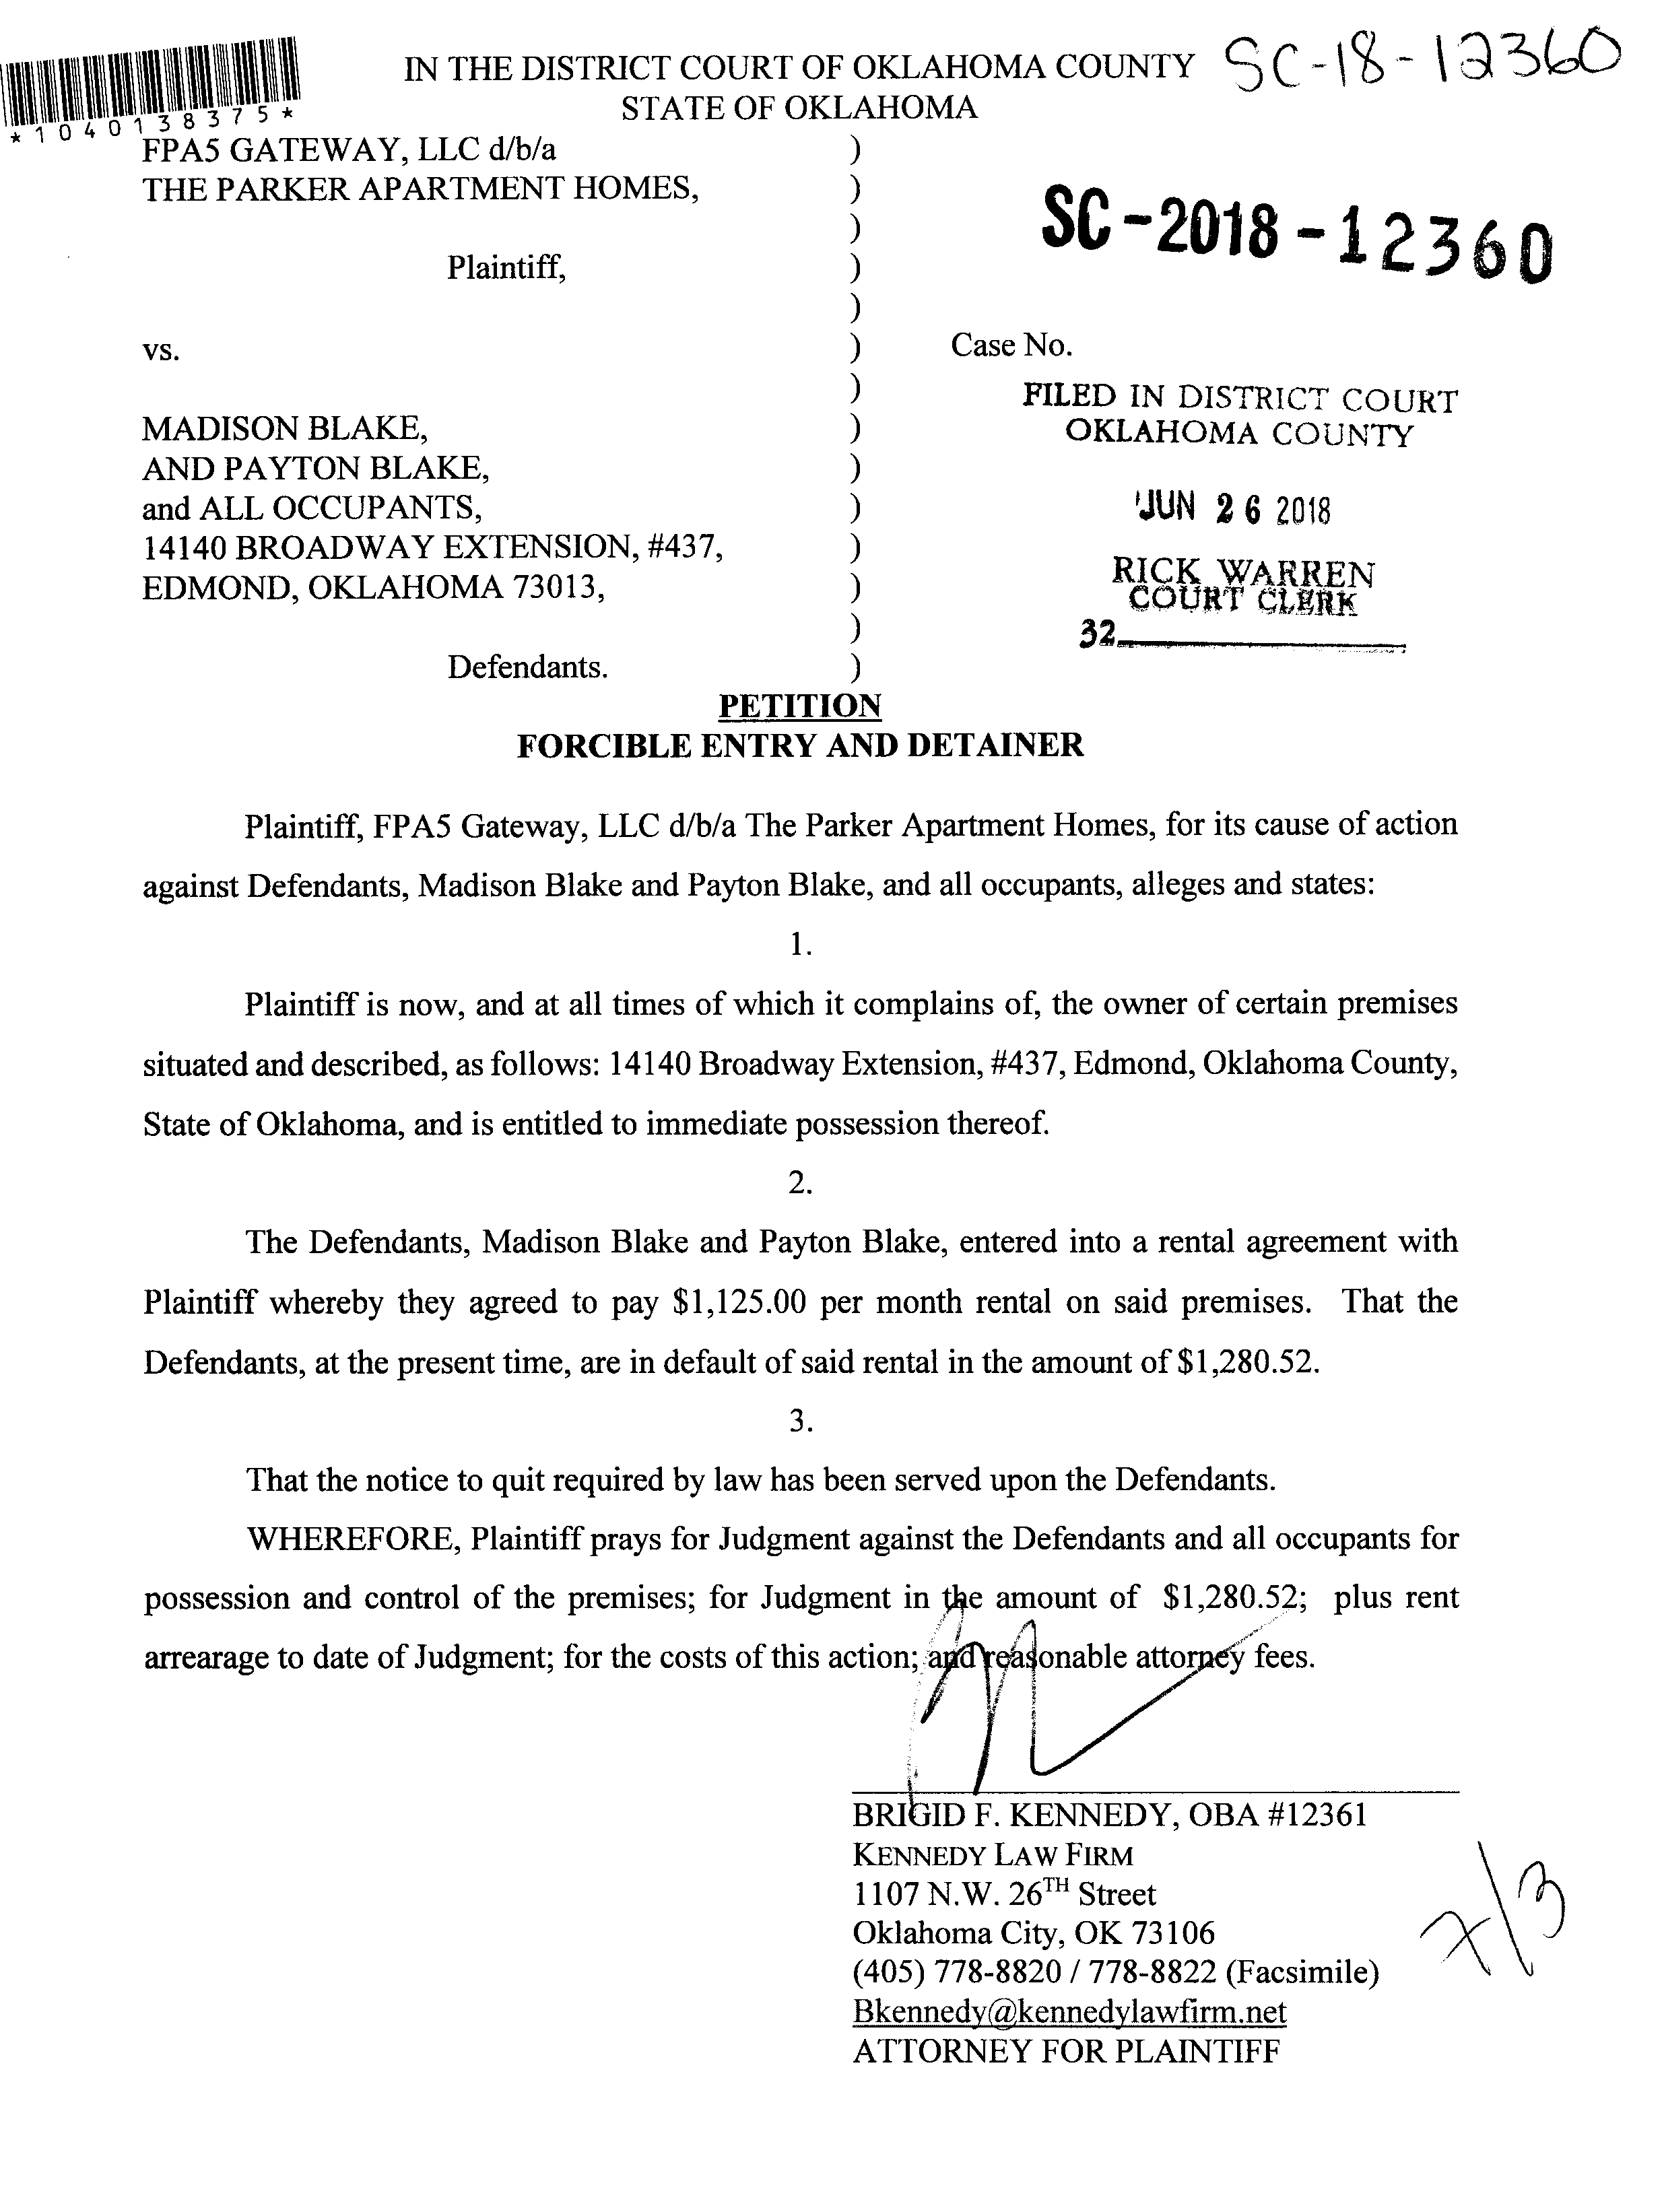 IN THE DISTRICT COURT OF OKLAHOMA COUNTY SC-18-12360
STATE OF OKLAHOMA
*1040138375*
FPA5 GATEWAY, LLC d/b/a )
THE PARKER APARTMENT HOMES, )
)
SC-2018-12360
Plaintiff, )
)
vs. ) Case No.
)
FILED IN DISTRICT COURT
MADISON BLAKE, ) OKLAHOMA COUNTY
AND PAYTON BLAKE, )
and ALL OCCUPANTS, ) JUN 26 2018
14140 BROADWAY EXTENSION, #437, )
EDMOND, OKLAHOMA 73013, ) RICK WARREN
COURT CLERK
) 32
Defendants. )
PETITION
FORCIBLE ENTRY AND DETAINER
Plaintiff, FPA5 Gateway, LLC d/b/a The Parker Apartment Homes, for its cause of action
against Defendants, Madison Blake and Payton Blake, and all occupants, alleges and states:
1.
Plaintiff is now, and at all times of which it complains of, the owner of certain premises
situated and described, as follows: 14140 Broadway Extension, #437, Edmond, Oklahoma County,
State of Oklahoma, and is entitled to immediate possession thereof.
2.
The Defendants, Madison Blake and Payton Blake, entered into a rental agreement with
Plaintiff whereby they agreed to pay $1,125.00 per month rental on said premises. That the
Defendants, at the present time, are in default of said rental in the amount of $1,280.52.
3.
That the notice to quit required by law has been served upon the Defendants.
WHEREFORE, Plaintiff prays for Judgment against the Defendants and all occupants for
possession and control of the premises; for Judgment in the amount of $1,280.52; plus rent
arrearage to date of Judgment; for the costs of this action; and reasonable attorney fees.
BRIGID F. KENNEDY, OBA #12361
KENNEDY LAW FIRM
1107 N.W. 26TH Street
Oklahoma City, OK 73106
(405) 778-8820 / 778-8822 (Facsimile)
Bkennedy@kennedylawfirm.net
ATTORNEY FOR PLAINTIFF
7/3